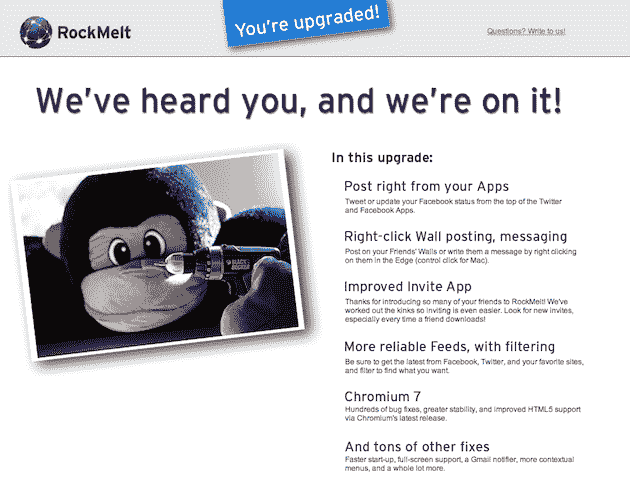 RockMelt
You're upgraded!
Questions? Write to us!
We've heard you, and we're on it!
In this upgrade:
Post right from your Apps
Tweet or update your Facebook status from the top of the Twitter
and Facebook Apps.
Right-click Wall posting, messaging
Post on your Friends' Walls or write them a message by right clicking
on them in the Edge (control click for Mac).
Improved Invite App
Thanks for introducing so many of your friends to RockMelt! We've
worked out the kinks so inviting is even easier. Look for new invites,
especially every time a friend downloads!
More reliable Feeds, with filtering
Be sure to get the latest from Facebook, Twitter, and your favorite sites,
and filter to find what you want.
Chromium 7
Hundreds of bug fixes, greater stability, and improved HTML5 support
via Chromium's latest release.
And tons of other fixes
Faster start-up, full-screen support, a Gmail notifier, more contextual
menus, and a whole lot more.
BLACK &
DECKER